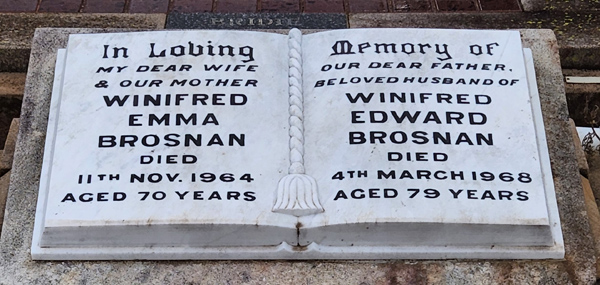 In Loving
MY DEAR WIFE
& OUR MOTHER
WINIFRED
EMMA
BROSNAN
DIED
11TH NOV. 1964
AGED 70 YEARS
Memory of
OUR DEAR FATHER,
BELOVED HUSBAND OF
WINIFRED
EDWARD
BROSNAN
DIED
4TH MARCH 1968
AGED 79 YEARS